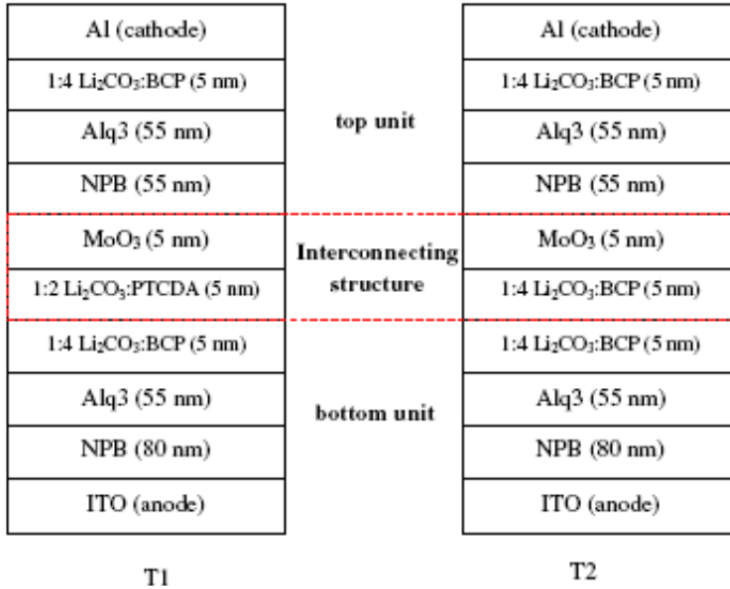 Al (cathode)
1:4 Li₂CO₃:BCP (5 nm)
Alq3 (55 nm)
NPB (55 nm)
MoO₃ (5 nm)
1:2 Li₂CO₃:PTCDA (5 nm)
1:4 Li₂CO₃:BCP (5 nm)
Alq3 (55 nm)
NPB (80 nm)
ITO (anode)
T1
top unit
Interconnecting
structure
bottom unit
Al (cathode)
1:4 Li₂CO₃:BCP (5 nm)
Alq3 (55 nm)
NPB (55 nm)
MoO₃ (5 nm)
1:4 Li₂CO₃:BCP (5 nm)
1:4 Li₂CO₃:BCP (5 nm)
Alq3 (55 nm)
NPB (80 nm)
ITO (anode)
T2